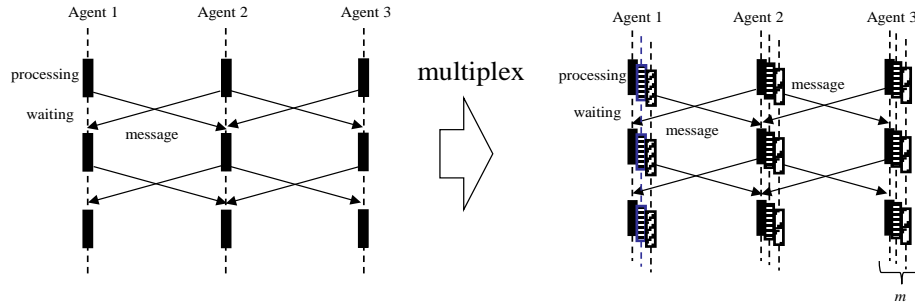 Agent 1 Agent 2 Agent 3
processing
waiting
message
multiplex
Agent 1 Agent 2 Agent 3
processing
message
waiting
message
m